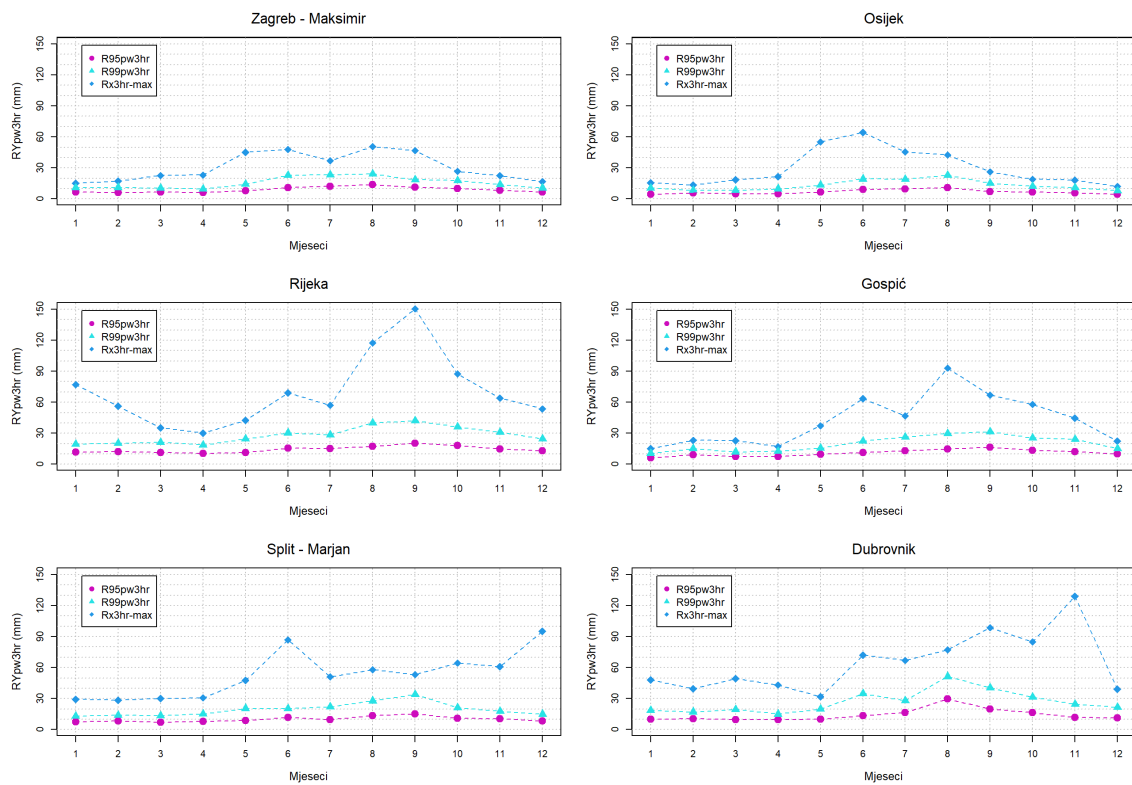 Zagreb - Maksimir
RYpw3hr (mm)
0 30 60 90 120 150
R95pw3hr
R99pw3hr
Rx3hr-max
1 2 3 4 5 6 7 8 9 10 11 12
Mjeseci
Osijek
RYpw3hr (mm)
0 30 60 90 120 150
R95pw3hr
R99pw3hr
Rx3hr-max
1 2 3 4 5 6 7 8 9 10 11 12
Mjeseci
Rijeka
RYpw3hr (mm)
0 30 60 90 120 150
R95pw3hr
R99pw3hr
Rx3hr-max
1 2 3 4 5 6 7 8 9 10 11 12
Mjeseci
Gospić
RYpw3hr (mm)
0 30 60 90 120 150
R95pw3hr
R99pw3hr
Rx3hr-max
1 2 3 4 5 6 7 8 9 10 11 12
Mjeseci
Split - Marjan
RYpw3hr (mm)
0 30 60 90 120 150
R95pw3hr
R99pw3hr
Rx3hr-max
1 2 3 4 5 6 7 8 9 10 11 12
Mjeseci
Dubrovnik
RYpw3hr (mm)
0 30 60 90 120 150
R95pw3hr
R99pw3hr
Rx3hr-max
1 2 3 4 5 6 7 8 9 10 11 12
Mjeseci